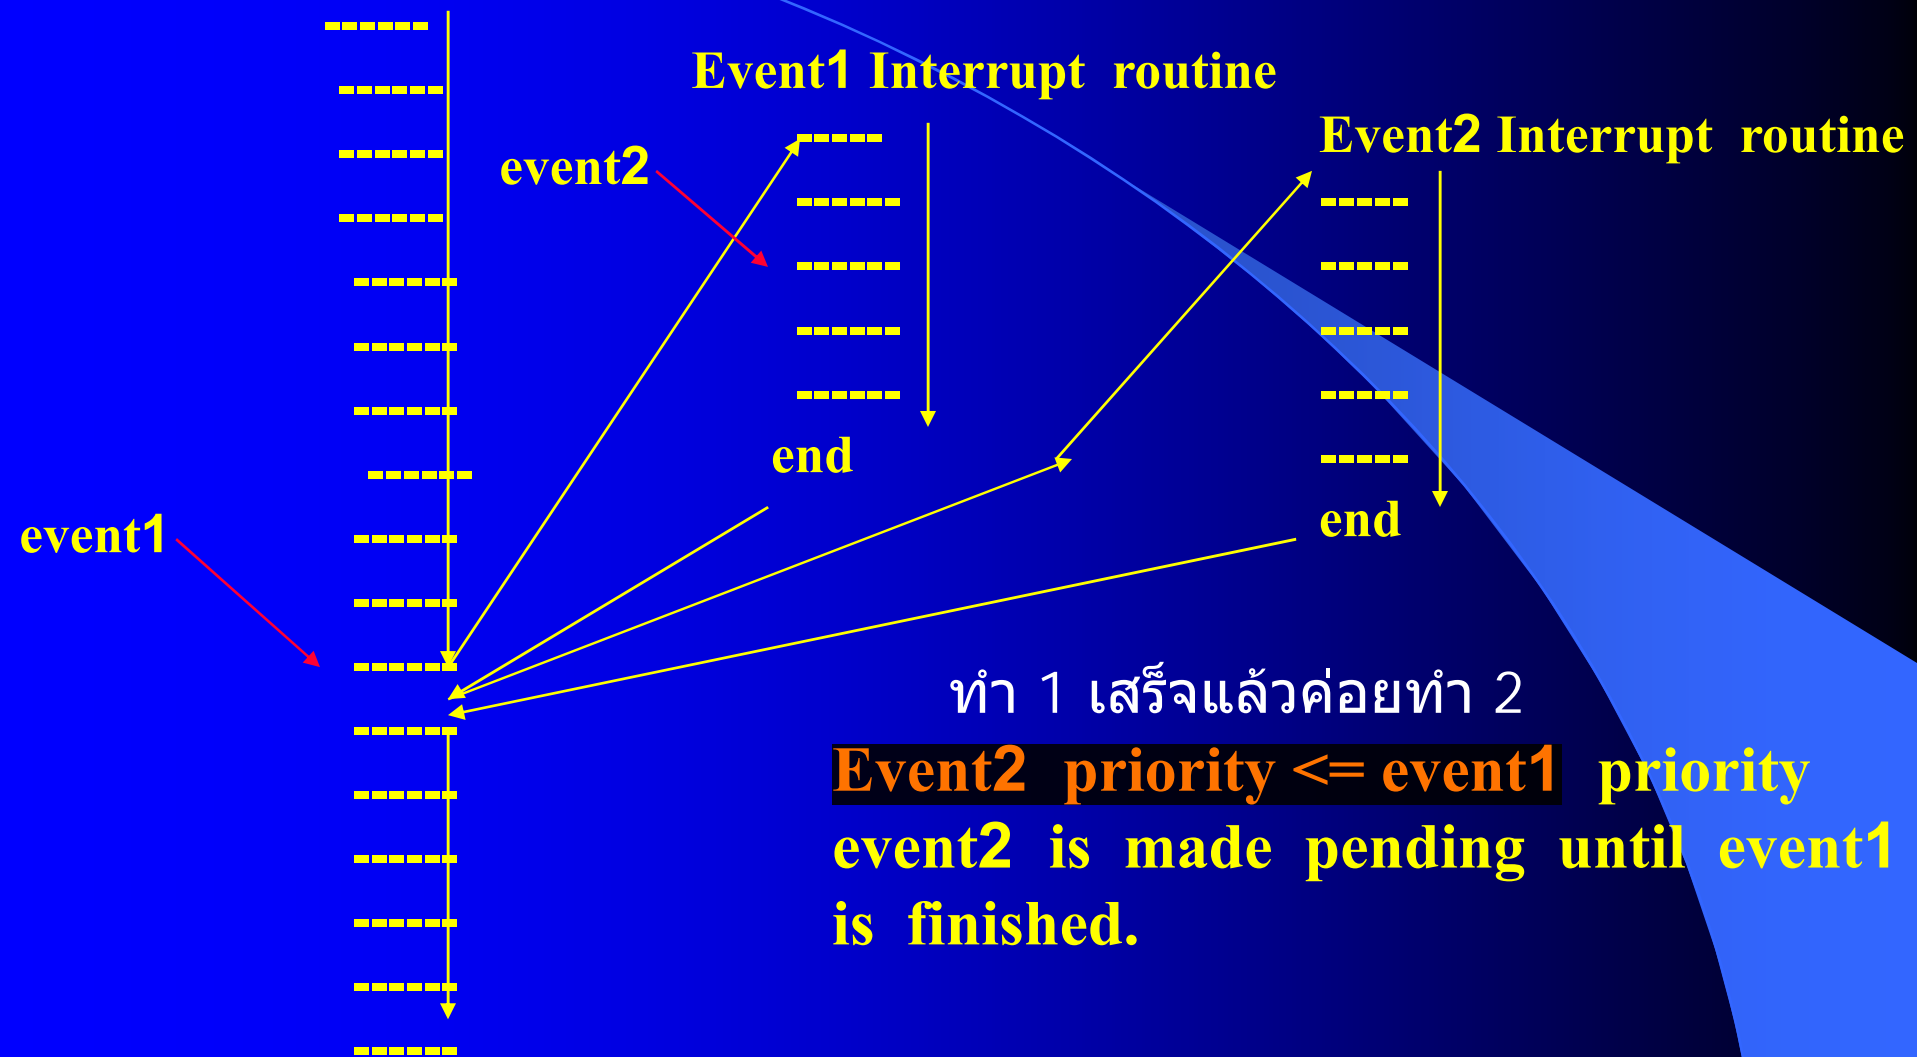 Event1 Interrupt routine
Event2 Interrupt routine
event2
end
end
event1
ทำ 1 เสร็จแล้วค่อยทำ 2
Event2 priority <= event1 priority
event2 is made pending until event1
is finished.